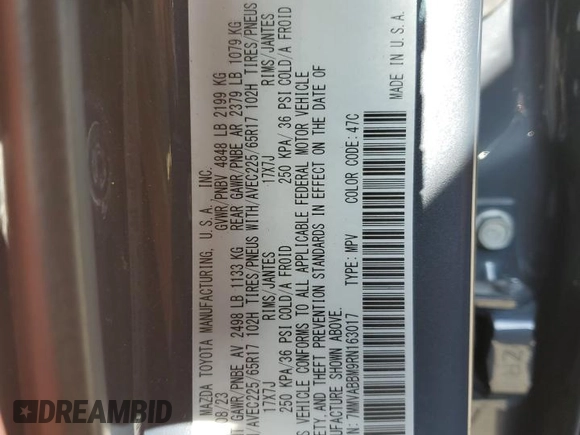 MAZDA TOYOTA MANUFACTURING, U.S.A. INC.
08/23 GVWR/PNBV 4848 LB 2199 KG
GAWR/PNBE AV 2498 LB 1133 KG REAR GAWR/PNBE AR 2379 LB 1079 KG
/AVEC225/65R17 102H TIRES/PNEUS WITH/AVEC225/65R17 102H TIRES/PNEUS
17X7J RIMS/JANTES 17X7J RIMS/JANTES
250 KPA/36 PSI COLD/A FROID 250 KPA/ 36 PSI COLD/A FROID
VEHICLE CONFORMS TO ALL APPLICABLE FEDERAL MOTOR VEHICLE
AND THEFT PREVENTION STANDARDS IN EFFECT ON THE DATE OF
SHOWN ABOVE.
N: 7MMVABBM9RN163017 TYPE: MPV COLOR CODE: 47C
MADE IN U.S.A.
RIDESAFELY
AUTOBIDMASTER